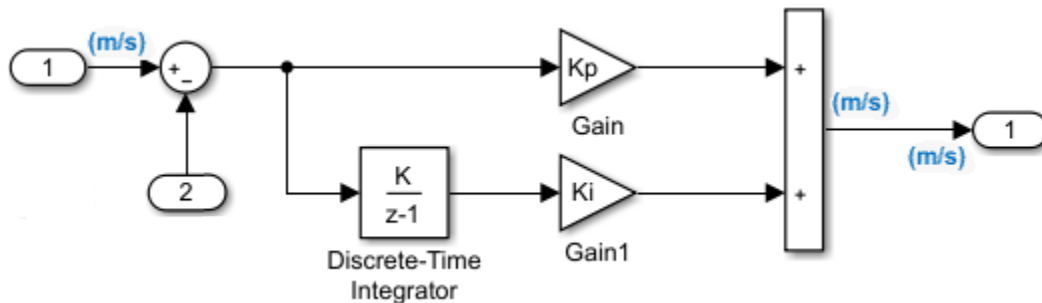 (m/s)
1
+
−
2
Kp
Gain
K
z-1
Discrete-Time
Integrator
Ki
Gain1
+
+
(m/s)
(m/s)
1